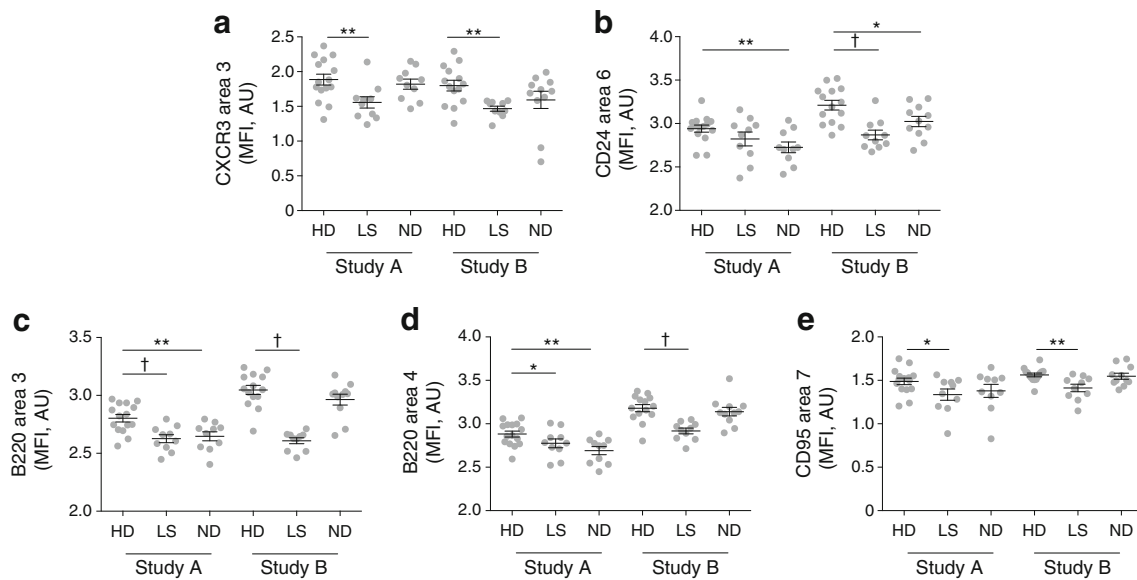 a
**
**
2.5
2.0
1.5
1.0
0.5
0
CXCR3 area 3
(MFI, AU)
HD LS ND HD LS ND
Study A Study B
b
*
**
†
4.0
3.5
3.0
2.5
2.0
CD24 area 6
(MFI, AU)
HD LS ND HD LS ND
Study A Study B
c
**
†
†
3.5
3.0
2.5
2.0
B220 area 3
(MFI, AU)
HD LS ND HD LS ND
Study A Study B
d
**
*
†
4.0
3.5
3.0
2.5
2.0
B220 area 4
(MFI, AU)
HD LS ND HD LS ND
Study A Study B
e
*
**
2.0
1.5
1.0
0.5
0
CD95 area 7
(MFI, AU)
HD LS ND HD LS ND
Study A Study B